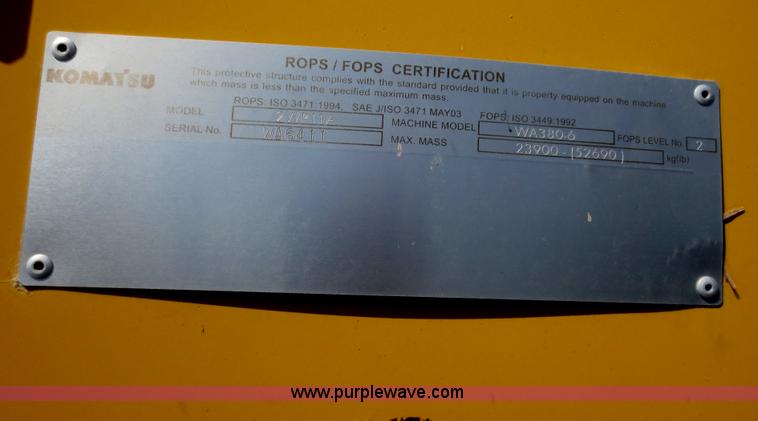 ROPS / FOPS CERTIFICATION
KOMATSU
This protective structure complies with the standard provided that it is property equipped on the machine
which mass is less than the specified maximum mass.
ROPS: ISO 3471:1994, SAE J/ISO 3471 MAY03 FOPS: ISO 3449:1992
MODEL MACHINE MODEL WA380-6 FOPS LEVEL No. 2
SERIAL No. WA6411 MAX. MASS 23900-(52690) kg(lb)
www.purplewave.com